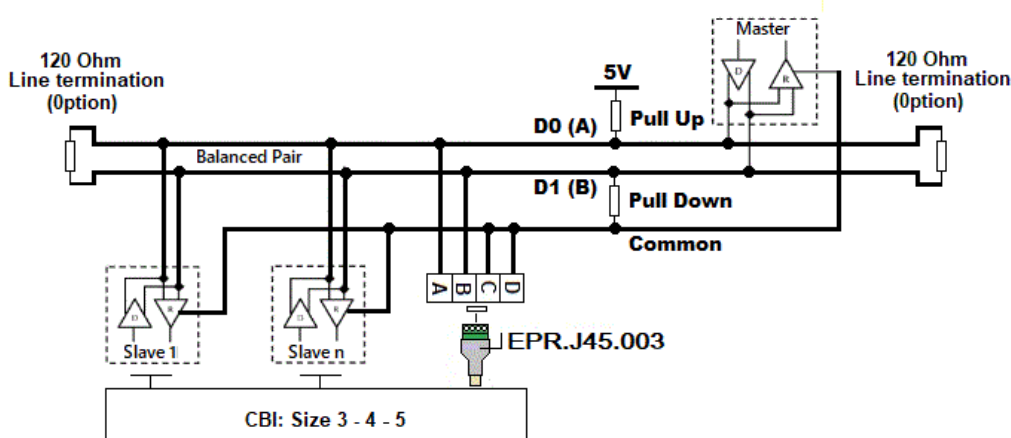 Master
120 Ohm
Line termination
(0ption)
120 Ohm
Line termination
(0ption)
5V
D R
D0 (A) Pull Up
Balanced Pair
D1 (B) Pull Down
Common
A B C D
D R
D R
Slave 1
Slave n
EPR.J45.003
CBI: Size 3 - 4 - 5